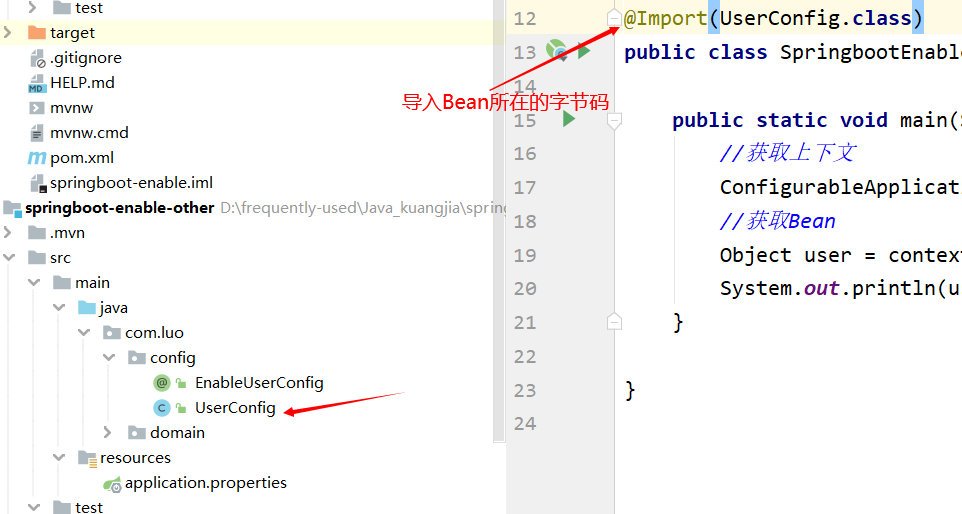 test
target
.gitignore
HELP.md
mvnw
mvnw.cmd
pom.xml
springboot-enable.iml
springboot-enable-other D:\frequently-used\Java_kuangjia\spring
.mvn
src
main
java
com.luo
config
EnableUserConfig
UserConfig
domain
resources
application.properties
test
12 @Import(UserConfig.class)
13 public class SpringbootEnable
14
导入Bean所在的字节码
15 public static void main(S
16 //获取上下文
17 ConfigurableApplicati
18 //获取Bean
19 Object user = context
20 System.out.println(u
21 }
22
23 }
24